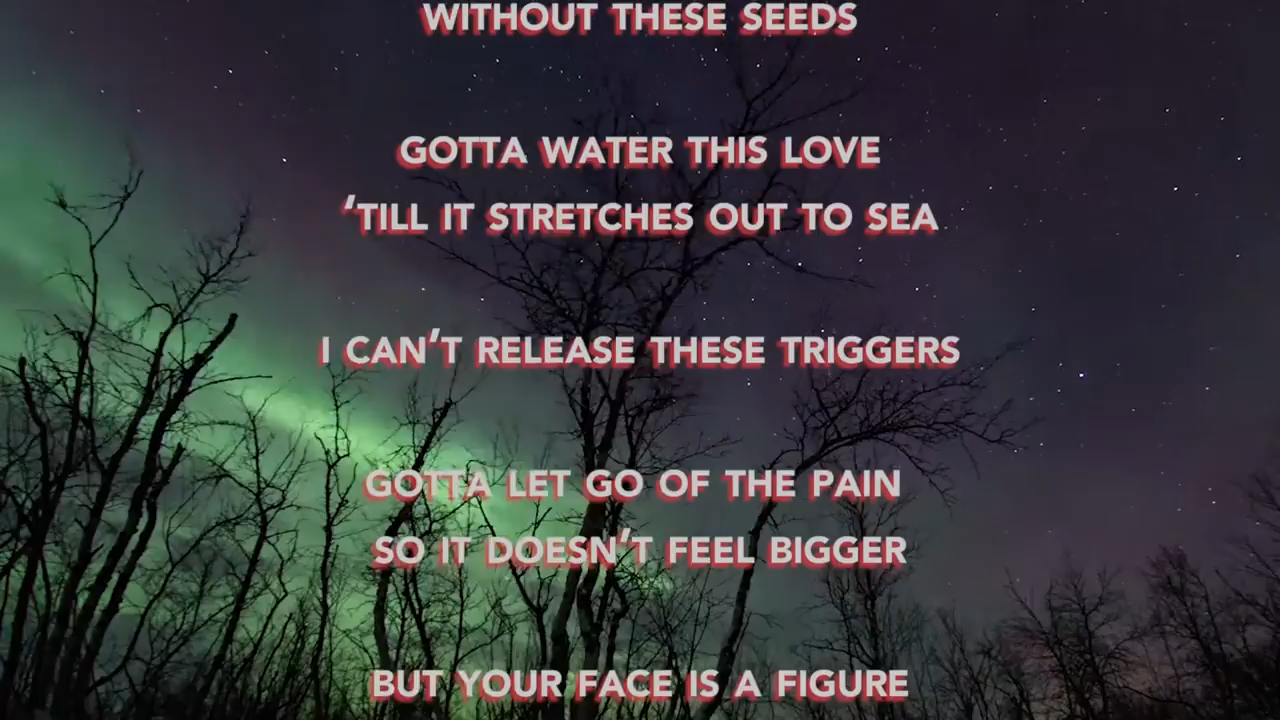 WITHOUT THESE SEEDS
GOTTA WATER THIS LOVE
‘TILL IT STRETCHES OUT TO SEA
I CAN’T RELEASE THESE TRIGGERS
GOTTA LET GO OF THE PAIN
SO IT DOESN’T FEEL BIGGER
BUT YOUR FACE IS A FIGURE